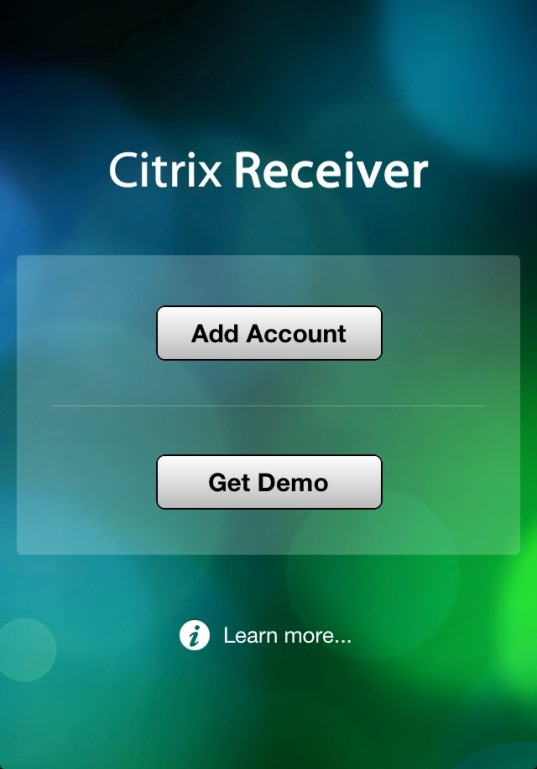 Citrix Receiver
Add Account
Get Demo
Learn more...